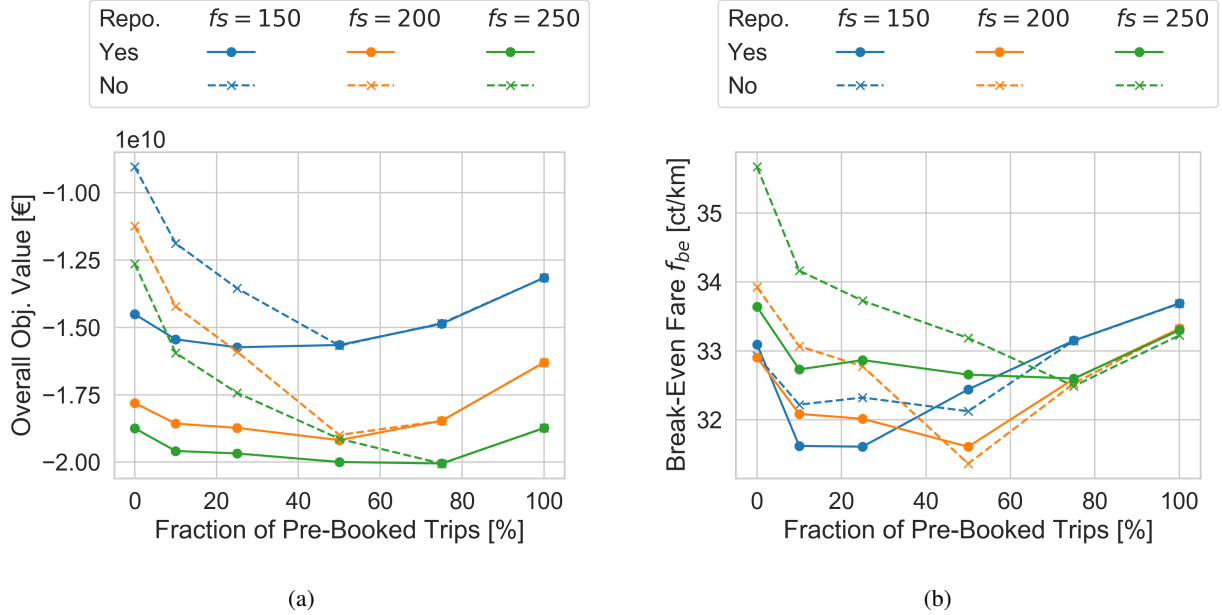 Repo. fs = 150 fs = 200 fs = 250
Yes
No
1e10
Overall Obj. Value [€]
−1.00
−1.25
−1.50
−1.75
−2.00
0 20 40 60 80 100
Fraction of Pre-Booked Trips [%]
(a)
Repo. fs = 150 fs = 200 fs = 250
Yes
No
Break-Even Fare f_be [ct/km]
35
34
33
32
0 20 40 60 80 100
Fraction of Pre-Booked Trips [%]
(b)